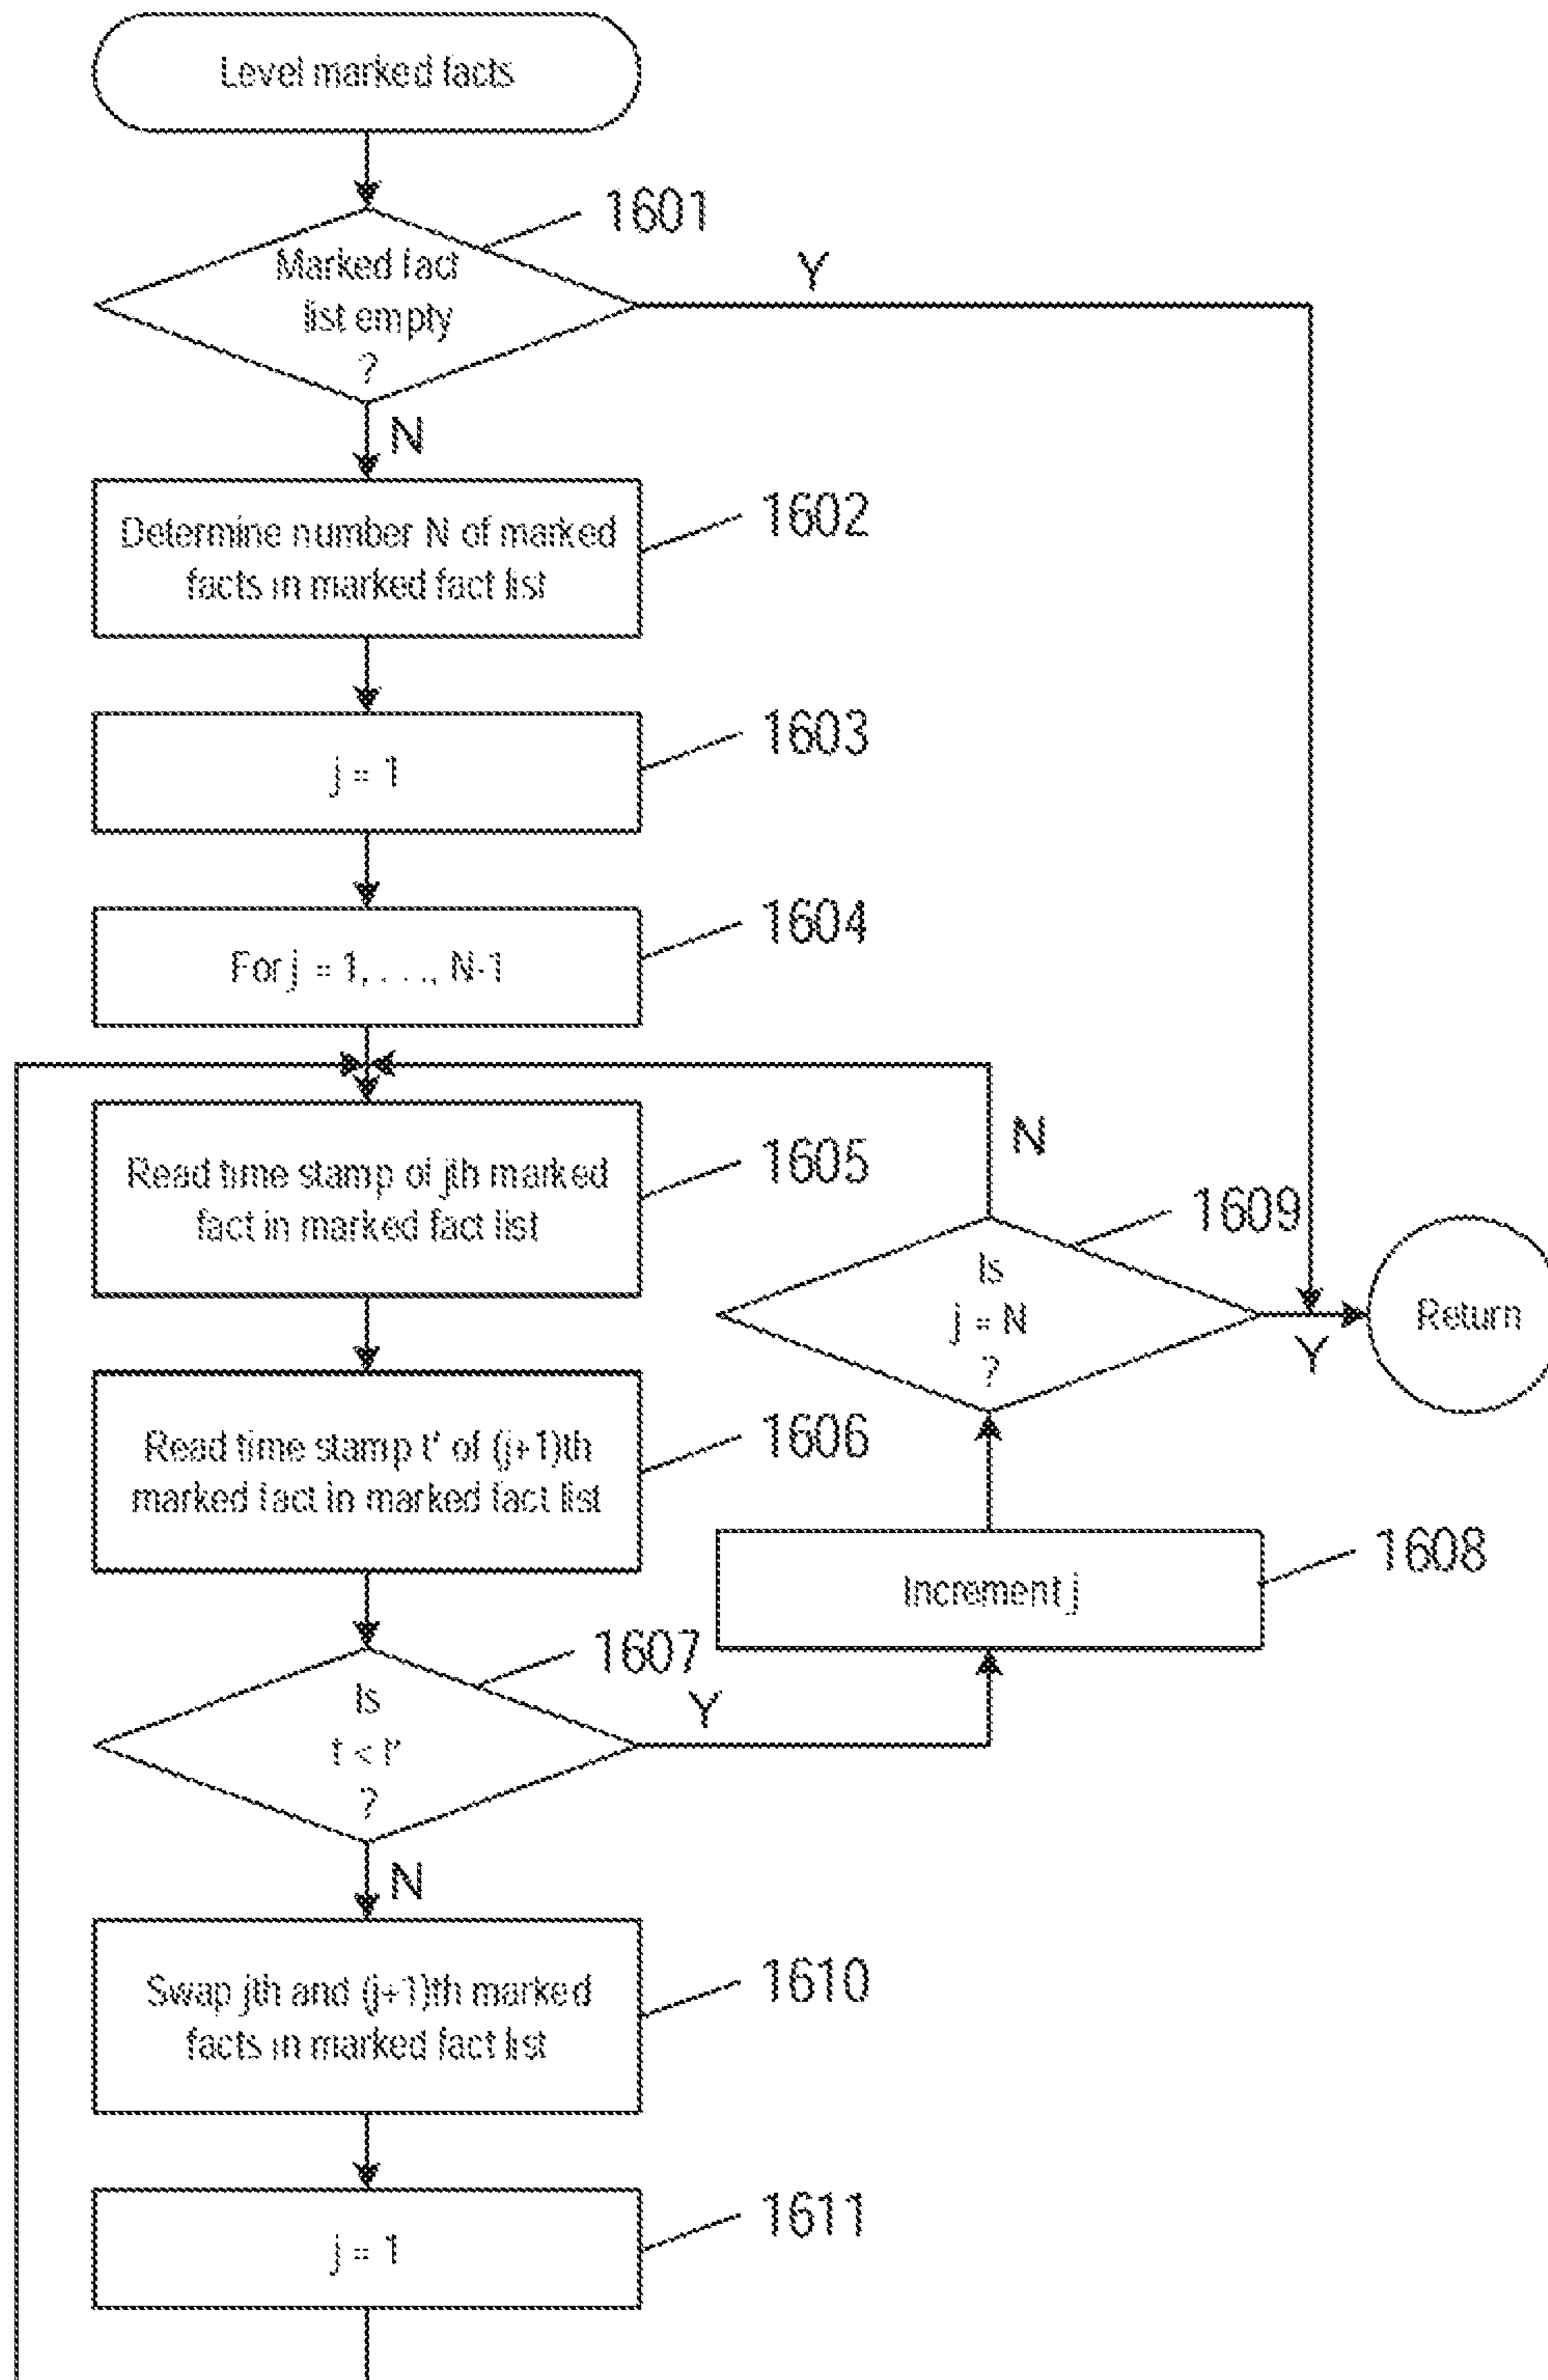 Level marked facts
1601
Y
Marked fact
list empty
?
N
1602
Determine number N of marked
facts in marked fact list
1603
j = 1
1604
For j = 1, . . ., N-1
N
1605
Read time stamp of jth marked
fact in marked fact list
1609
Is
j = N
?
Return
Y
1606
Read time stamp t' of (j+1)th
marked fact in marked fact list
1608
Increment j
1607
Y
Is
t < t'
?
N
1610
Swap jth and (j+1)th marked
facts in marked fact list
1611
j = 1